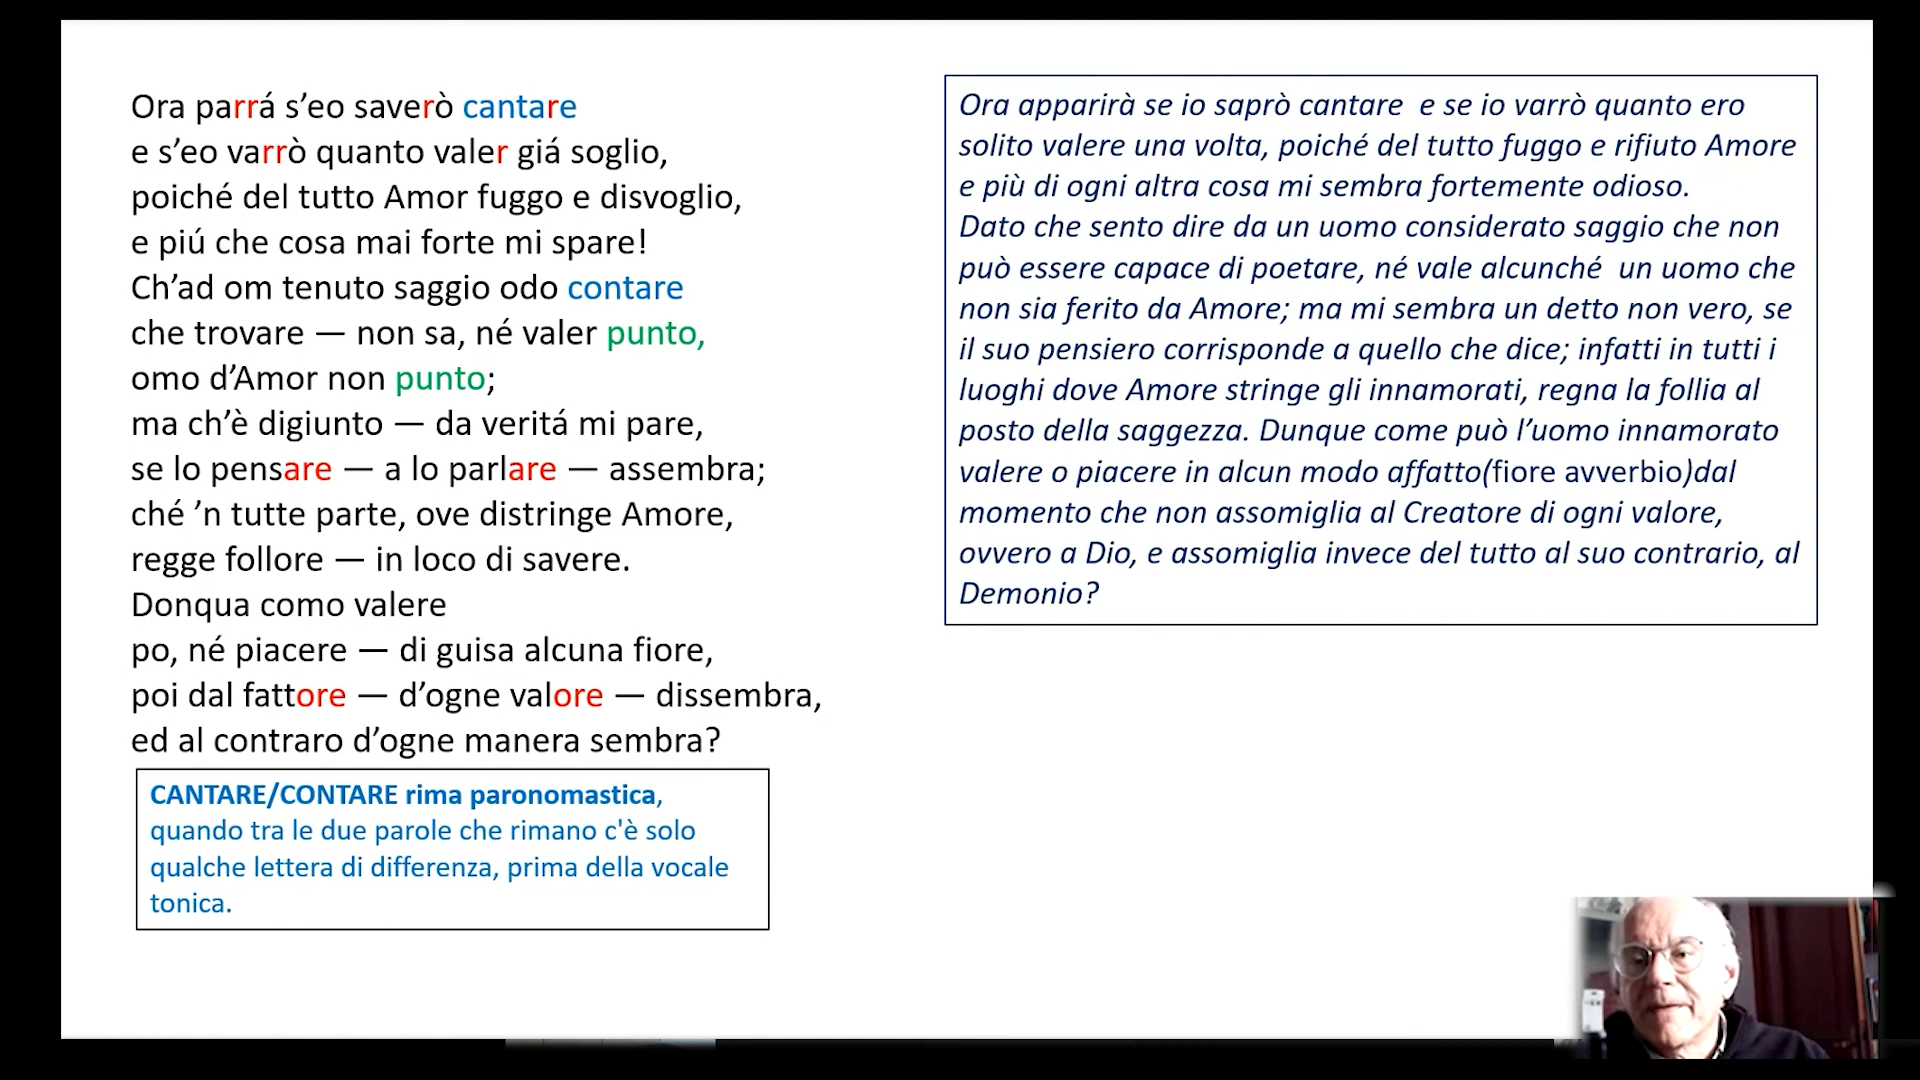 Ora parrá s’eo saverò cantare
e s’eo varrò quanto valer giá soglio,
poiché del tutto Amor fuggo e disvoglio,
e piú che cosa mai forte mi spare!
Ch’ad om tenuto saggio odo contare
che trovare — non sa, né valer punto,
omo d’Amor non punto;
ma ch’è digiunto — da veritá mi pare,
se lo pensare — a lo parlare — assembra;
ché ’n tutte parte, ove distringe Amore,
regge follore — in loco di savere.
Donqua como valere
po, né piacere — di guisa alcuna fiore,
poi dal fattore — d’ogne valore — dissembra,
ed al contraro d’ogne manera sembra?
CANTARE/CONTARE rima paronomastica,
quando tra le due parole che rimano c'è solo
qualche lettera di differenza, prima della vocale
tonica.
Ora apparirà se io saprò cantare  e se io varrò quanto ero
solito valere una volta, poiché del tutto fuggo e rifiuto Amore
e più di ogni altra cosa mi sembra fortemente odioso.
Dato che sento dire da un uomo considerato saggio che non
può essere capace di poetare, né vale alcunché  un uomo che
non sia ferito da Amore; ma mi sembra un detto non vero, se
il suo pensiero corrisponde a quello che dice; infatti in tutti i
luoghi dove Amore stringe gli innamorati, regna la follia al
posto della saggezza. Dunque come può l’uomo innamorato
valere o piacere in alcun modo affatto(fiore avverbio)dal
momento che non assomiglia al Creatore di ogni valore,
ovvero a Dio, e assomiglia invece del tutto al suo contrario, al
Demonio?